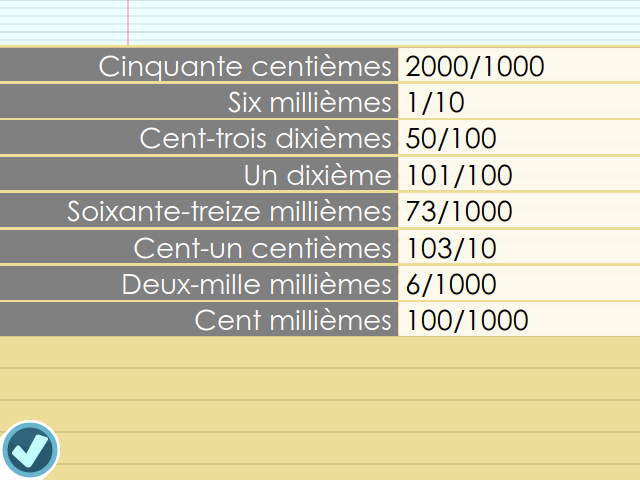 Cinquante centièmes 2000/1000
Six millièmes 1/10
Cent-trois dixièmes 50/100
Un dixième 101/100
Soixante-treize millièmes 73/1000
Cent-un centièmes 103/10
Deux-mille millièmes 6/1000
Cent millièmes 100/1000